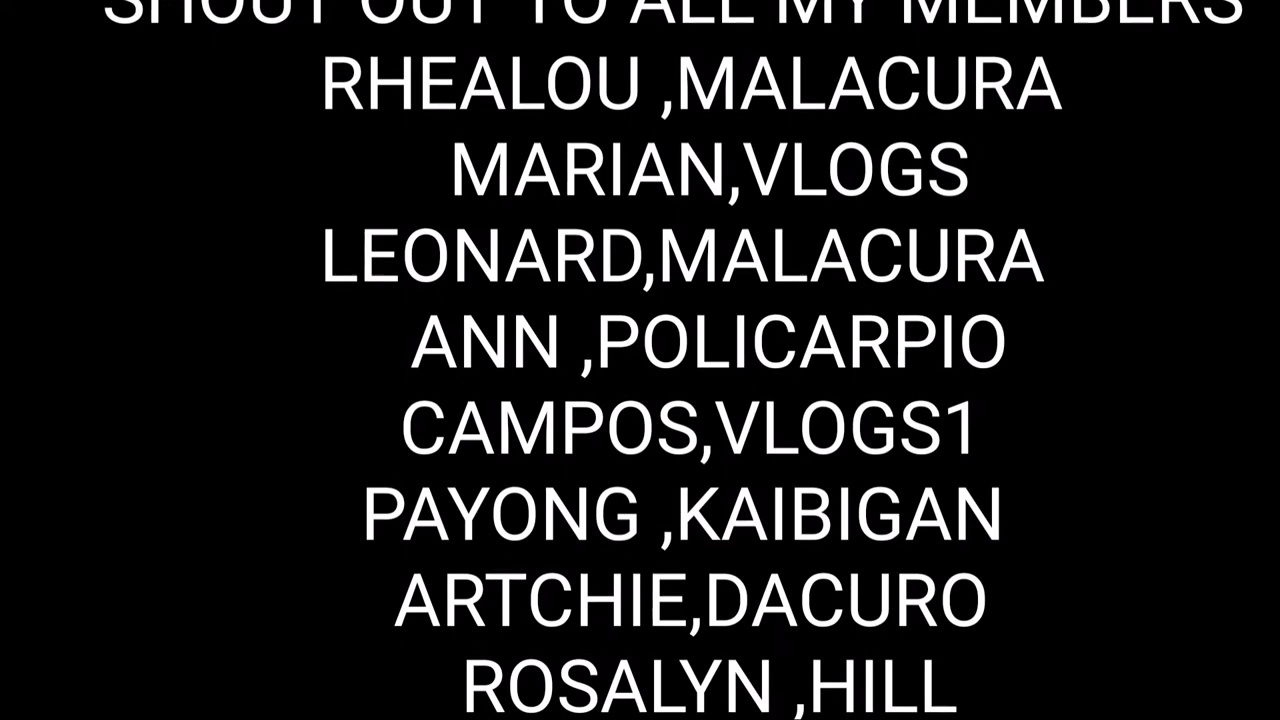 SHOUT OUT TO ALL MY MEMBERS
RHEALOU ,MALACURA
MARIAN,VLOGS
LEONARD,MALACURA
ANN ,POLICARPIO
CAMPOS,VLOGS1
PAYONG ,KAIBIGAN
ARTCHIE,DACURO
ROSALYN ,HILL